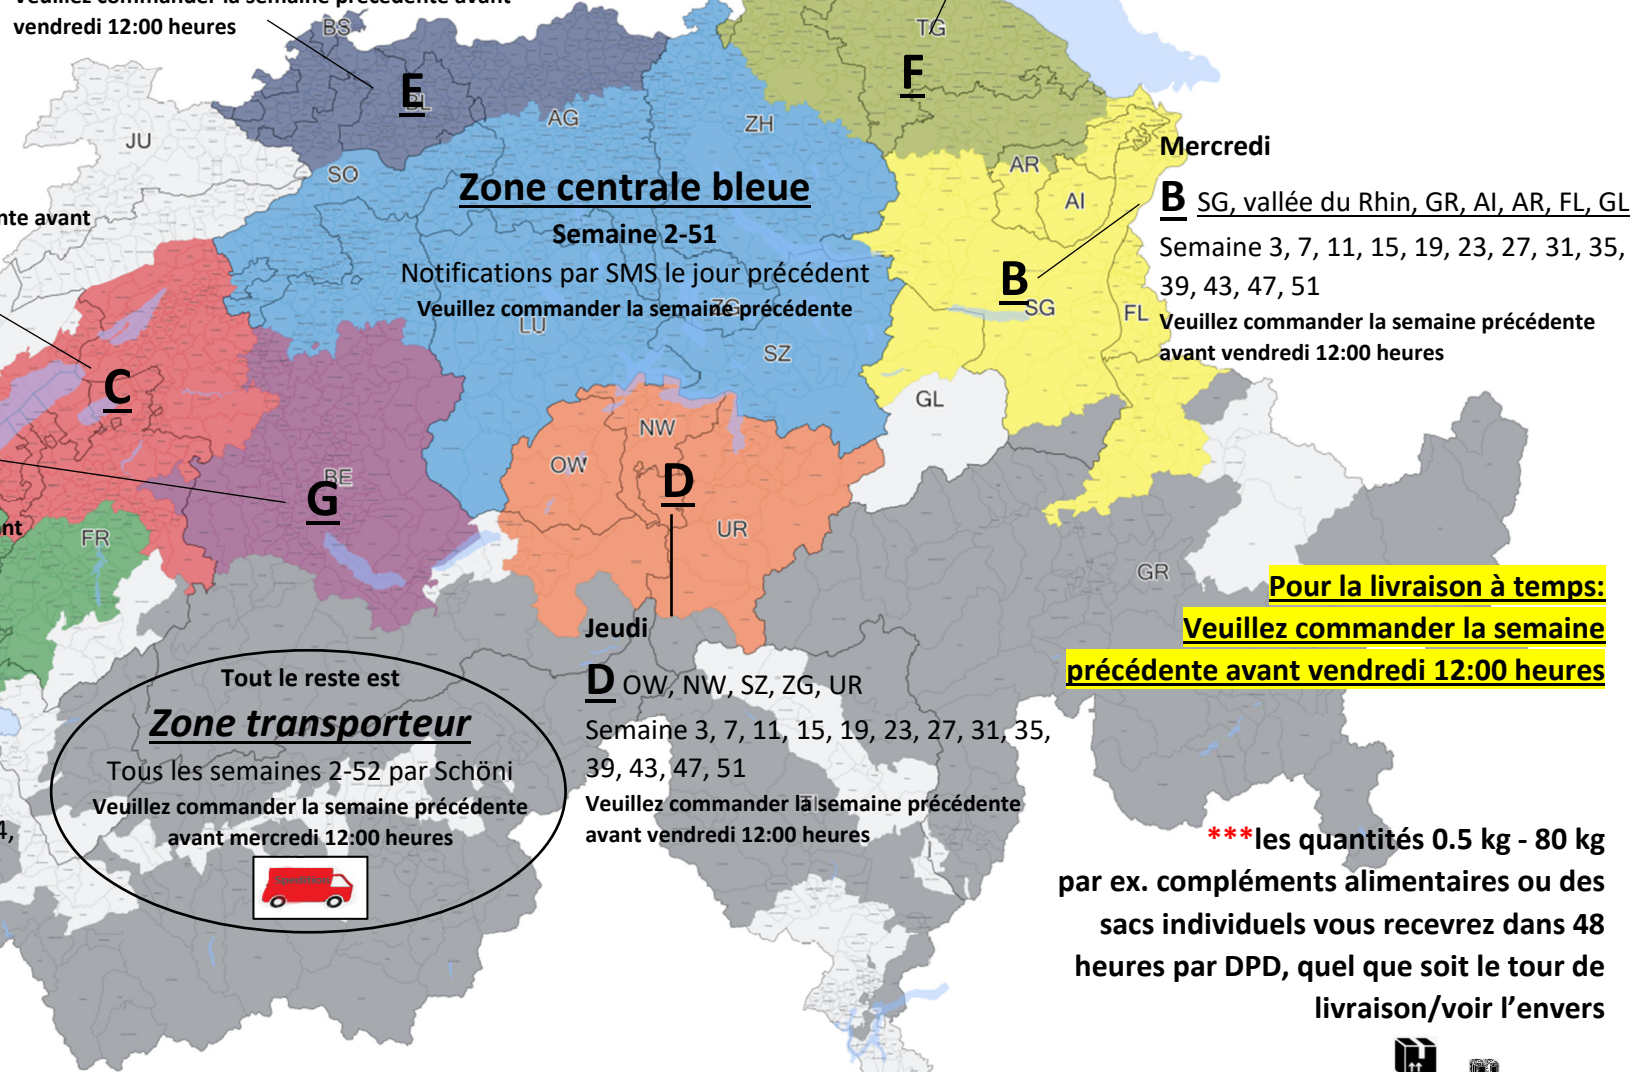 Veuillez commander la semaine précédente avant
vendredi 12:00 heures
BS
TG
F
E
BL
AG
ZH
JU
SO
Zone centrale bleue
Semaine 2-51
Notifications par SMS le jour précédent
Veuillez commander la semaine précédente
ZG
LU
SZ
AR
AI
Mercredi
B SG, vallée du Rhin, GR, AI, AR, FL, GL
Semaine 3, 7, 11, 15, 19, 23, 27, 31, 35,
39, 43, 47, 51
Veuillez commander la semaine précédente
avant vendredi 12:00 heures
B
SG
FL
nte avant
C
GL
NW
OW
D
UR
BE
G
nt
FR
GR
Pour la livraison à temps:
Veuillez commander la semaine
précédente avant vendredi 12:00 heures
Jeudi
D OW, NW, SZ, ZG, UR
Semaine 3, 7, 11, 15, 19, 23, 27, 31, 35,
39, 43, 47, 51
Veuillez commander la semaine précédente
avant vendredi 12:00 heures
TI
Tout le reste est
Zone transporteur
Tous les semaines 2-52 par Schöni
Veuillez commander la semaine précédente
avant mercredi 12:00 heures
Spedition
4,
***les quantités 0.5 kg - 80 kg
par ex. compléments alimentaires ou des
sacs individuels vous recevrez dans 48
heures par DPD, quel que soit le tour de
livraison/voir l’envers